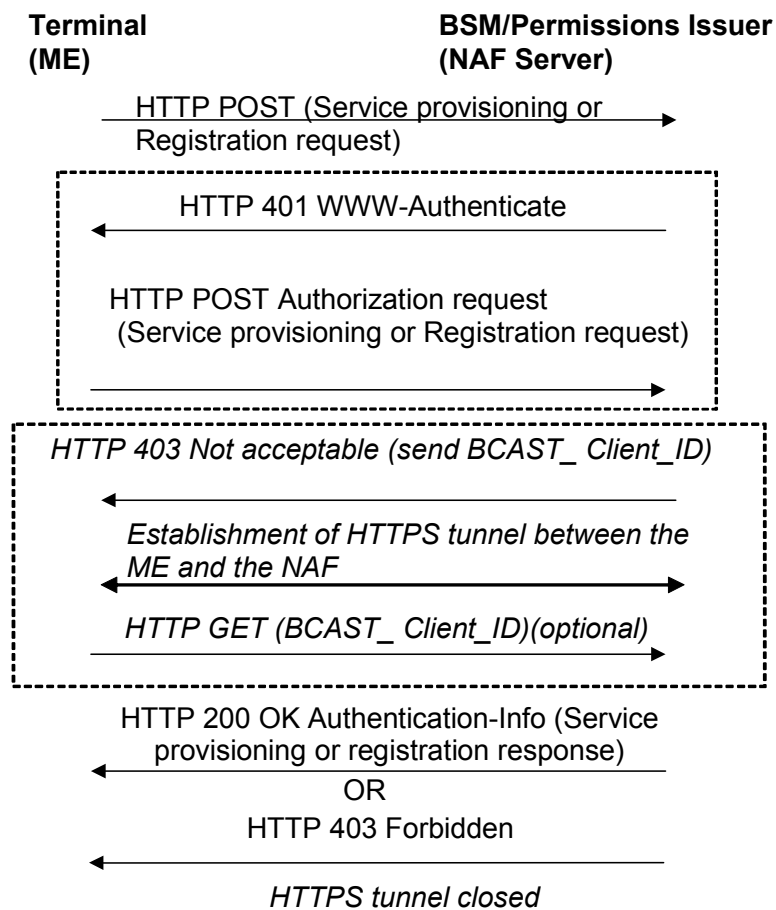 Terminal
(ME)
BSM/Permissions Issuer
(NAF Server)
HTTP POST (Service provisioning or
Registration request)
HTTP 401 WWW-Authenticate
HTTP POST Authorization request
(Service provisioning or Registration request)
HTTP 403 Not acceptable (send BCAST_ Client_ID)
Establishment of HTTPS tunnel between the
ME and the NAF
HTTP GET (BCAST_ Client_ID)(optional)
HTTP 200 OK Authentication-Info (Service
provisioning or registration response)
OR
HTTP 403 Forbidden
HTTPS tunnel closed